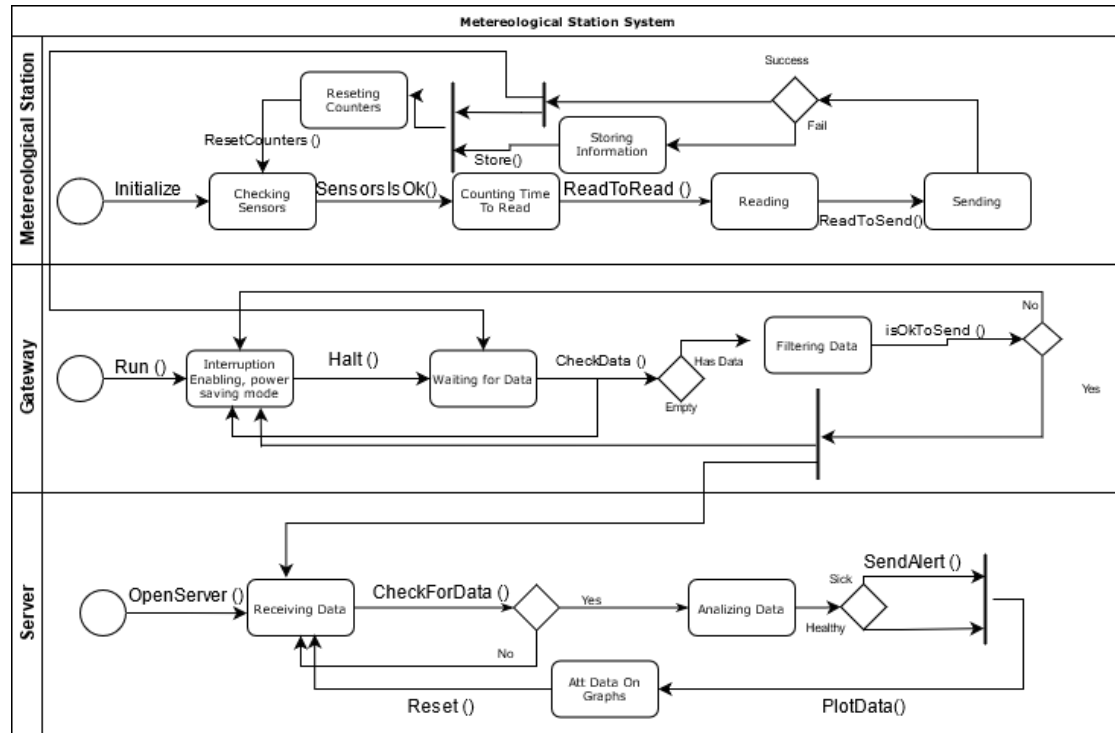 Metereological Station System
Metereological Station
Success
Reseting
Counters
Fail
Storing
Information
ResetCounters ()
Store()
Initialize
Checking
Sensors
SensorsIsOk()
Counting Time
To Read
ReadToRead ()
Reading
ReadToSend()
Sending
Gateway
No
Run ()
Interruption
Enabling, power
saving mode
Halt ()
Waiting for Data
CheckData ()
Has Data
Empty
Filtering Data
isOkToSend ()
Yes
Server
OpenServer ()
Receiving Data
CheckForData ()
Yes
No
Analizing Data
Sick
Healthy
SendAlert ()
Att Data On
Graphs
Reset ()
PlotData()